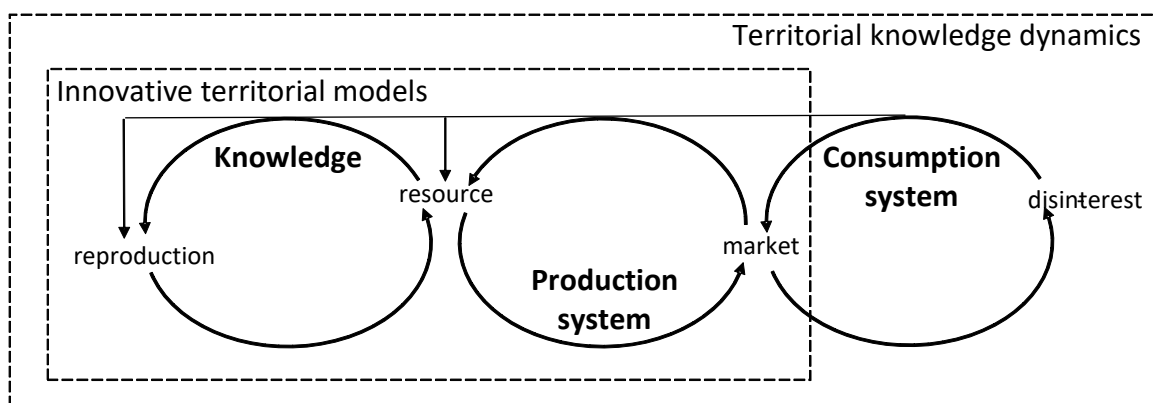 Territorial knowledge dynamics
Innovative territorial models
Knowledge
Consumption
system
resource
disinterest
reproduction
market
Production
system